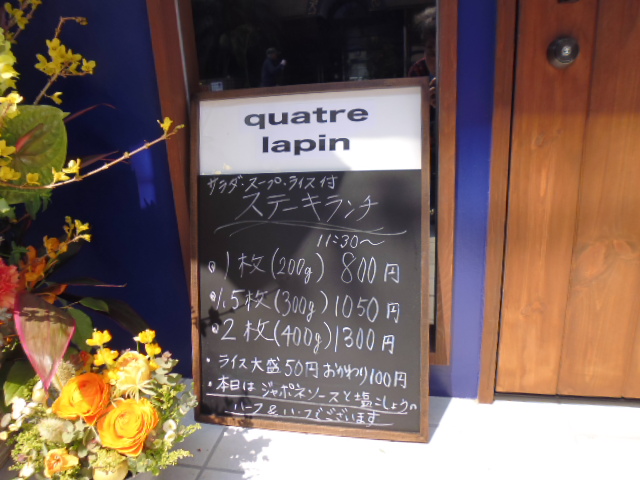 quatre
lapin
サラダ・スープ・ライス付
ステーキランチ
11:30〜
・1枚(200g) 800円
・1.5枚(300g) 1050円
・2枚(400g) 1300円
・ライス大盛50円おかわり100円
・本日はジャポネソースと塩こしょうの
ハーフ&ハーフでございます